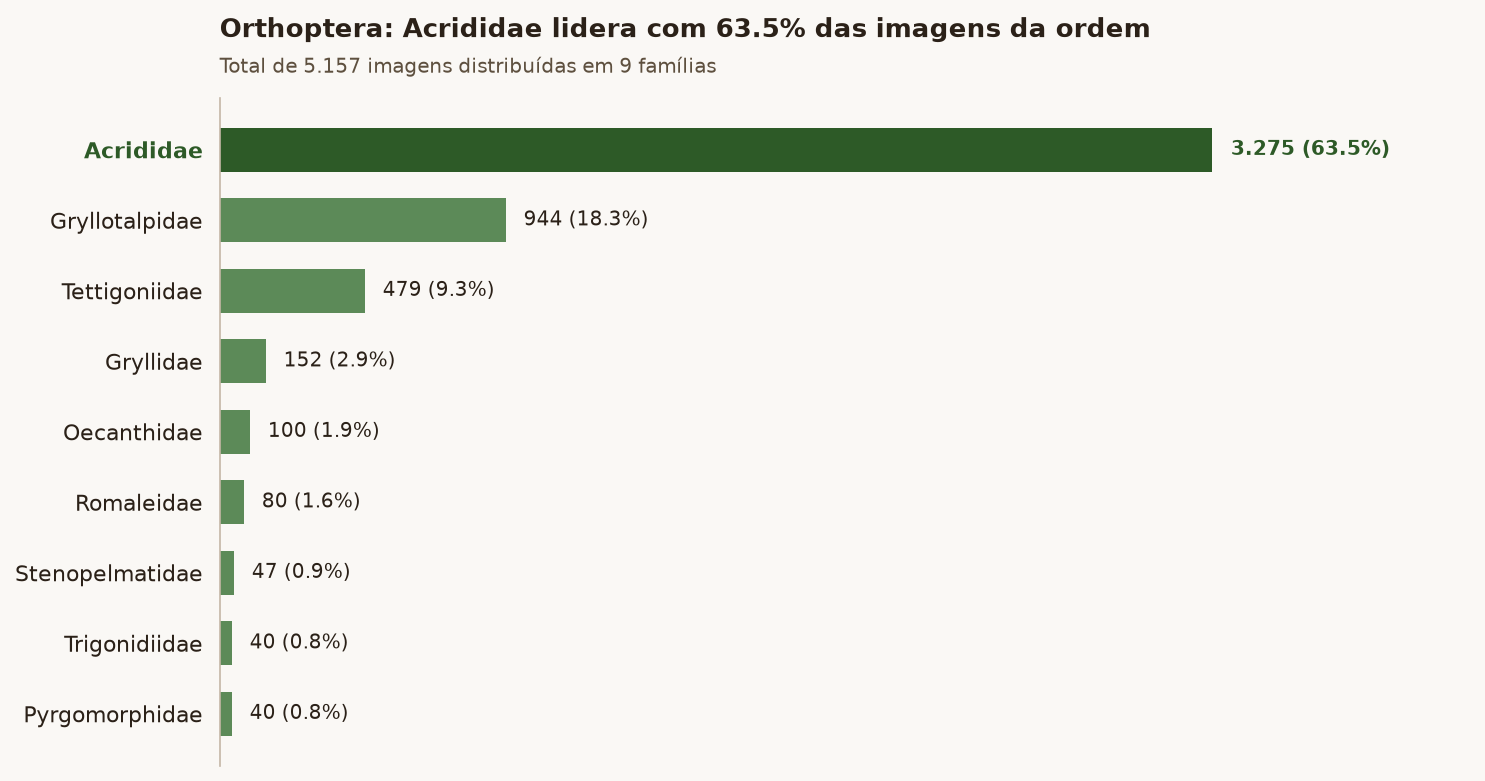 Orthoptera: Acrididae lidera com 63.5% das imagens da ordem
Total de 5.157 imagens distribuídas em 9 famílias
Acrididae 3.275 (63.5%)
Gryllotalpidae 944 (18.3%)
Tettigoniidae 479 (9.3%)
Gryllidae 152 (2.9%)
Oecanthidae 100 (1.9%)
Romaleidae 80 (1.6%)
Stenopelmatidae 47 (0.9%)
Trigonidiidae 40 (0.8%)
Pyrgomorphidae 40 (0.8%)